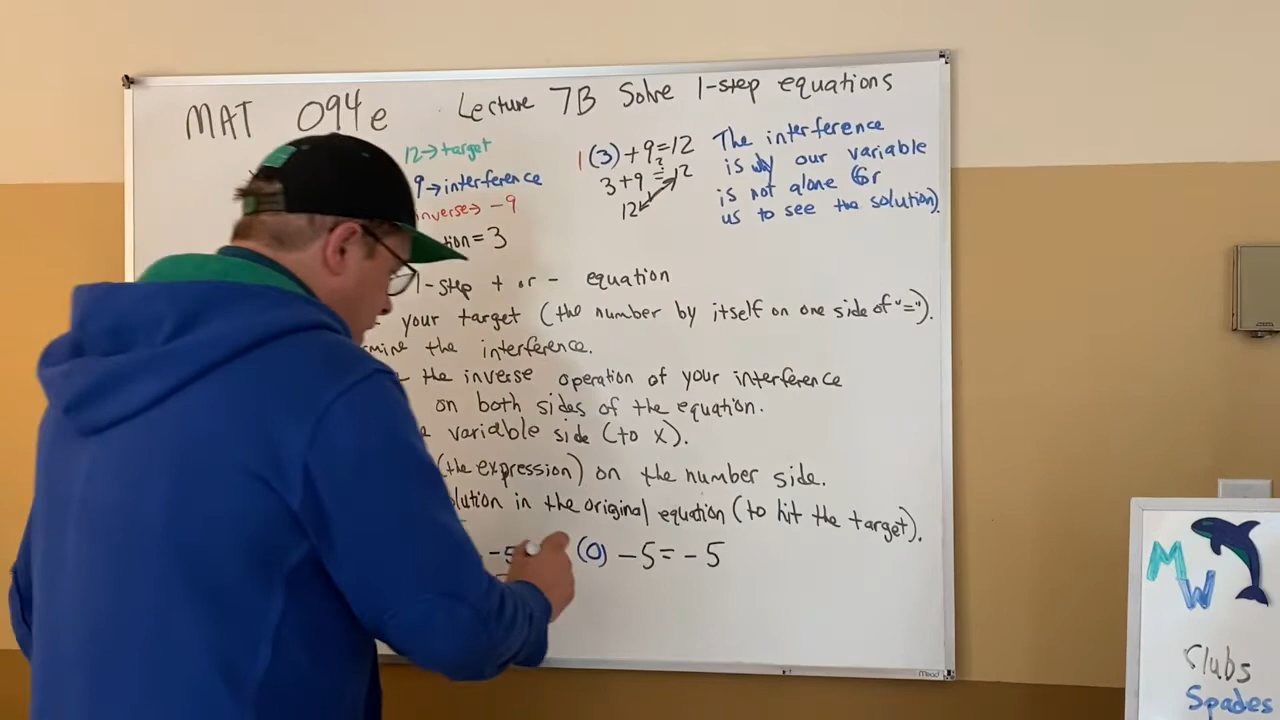 MAT 094e Lecture 7B Solve 1-step equations
12→target
9→interference
inverse→ -9
=3
1(3)+9=12
3+9 ?= 12
12
The interference
is why our variable
is not alone (for
us to see the solution).
1-step + or - equation
your target (the number by itself on one side of "=").
the interference.
the inverse operation of your interference
on both sides of the equation.
variable side (to x).
(the expression) on the number side.
in the original equation (to hit the target).
-5 (0) -5=-5
Mead
MW
Clubs
Spades